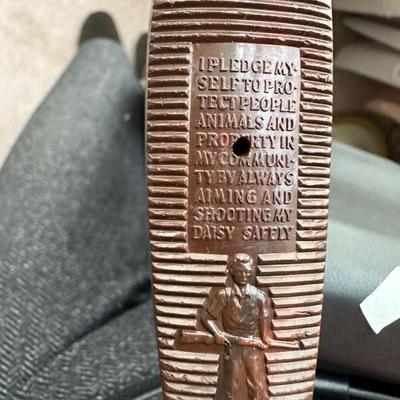 I PLEDGE MY-
SELF TO PRO-
TECT PEOPLE
ANIMALS AND
PROPERTY IN
MY COMMUNI-
TY BY ALWAYS
AIMING AND
SHOOTING MY
DAISY SAFELY